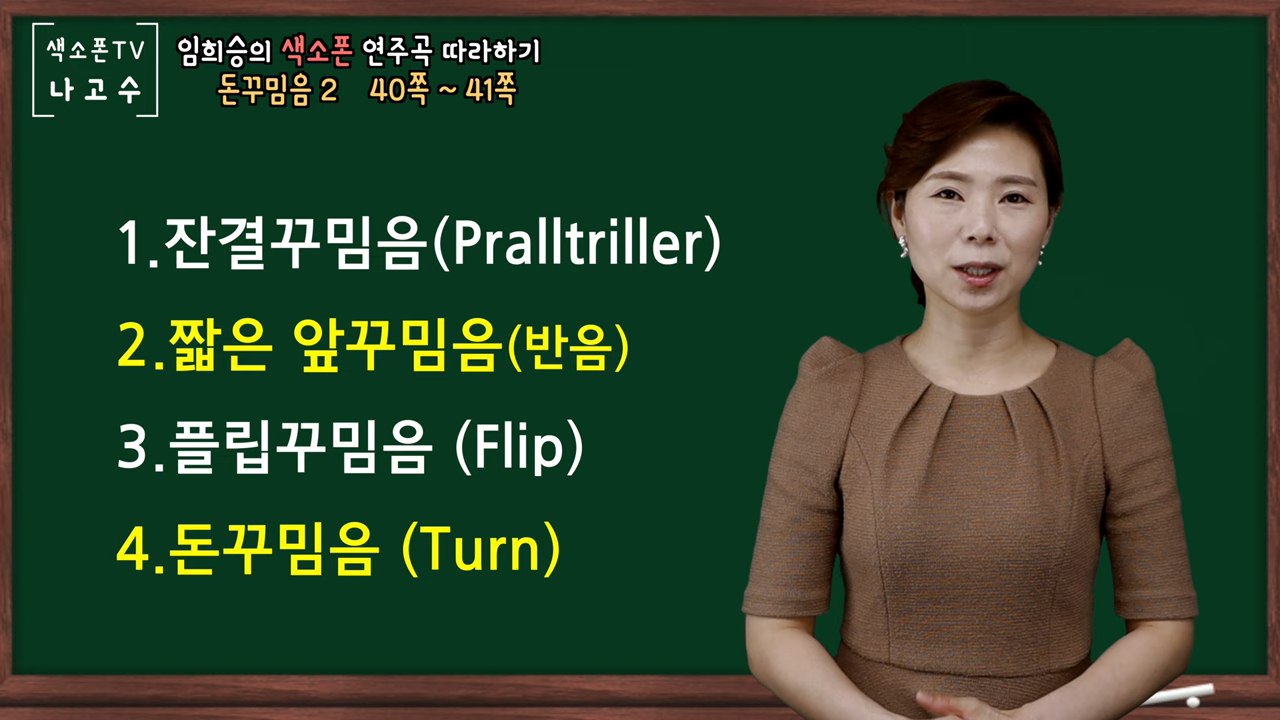 색소폰TV
나고수
임희승의 색소폰 연주곡 따라하기
돈꾸밈음 2 40쪽 ~ 41쪽
1.잔결꾸밈음(Pralltriller)
2.짧은 앞꾸밈음(반음)
3.플립꾸밈음 (Flip)
4.돈꾸밈음 (Turn)